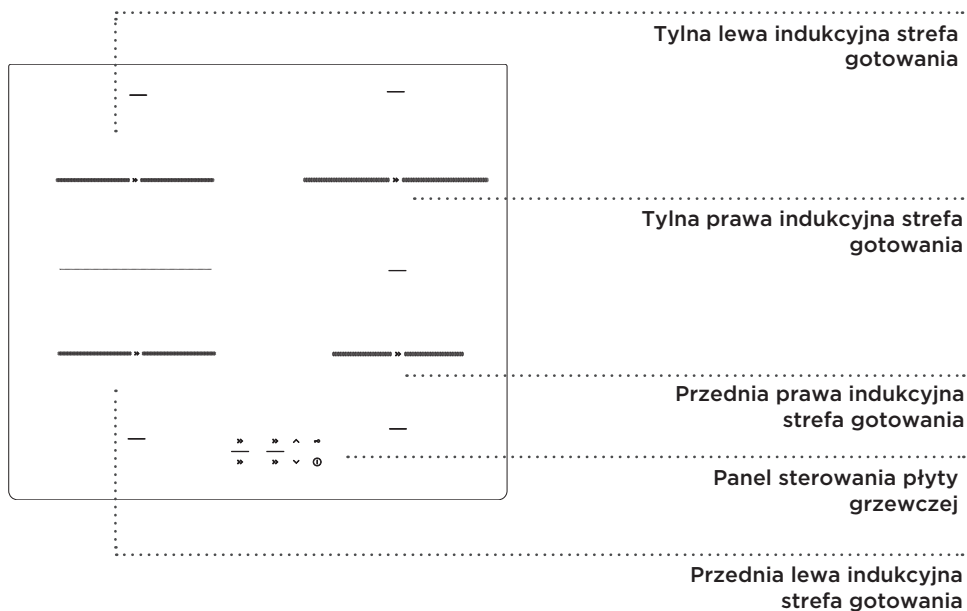 Tylna lewa indukcyjna strefa
gotowania
Tylna prawa indukcyjna strefa
gotowania
Przednia prawa indukcyjna
strefa gotowania
Panel sterowania płyty
grzewczej
Przednia lewa indukcyjna
strefa gotowania